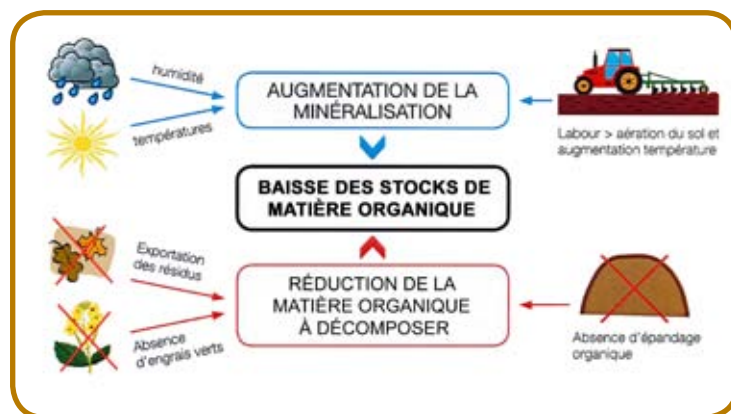 humidité
températures
AUGMENTATION DE LA
MINÉRALISATION
Labour > aération du sol et
augmentation température
BAISSE DES STOCKS DE
MATIÈRE ORGANIQUE
Exportation
des résidus
Absence
d'engrais verts
RÉDUCTION DE LA
MATIÈRE ORGANIQUE
À DÉCOMPOSER
Absence d'épandage
organique